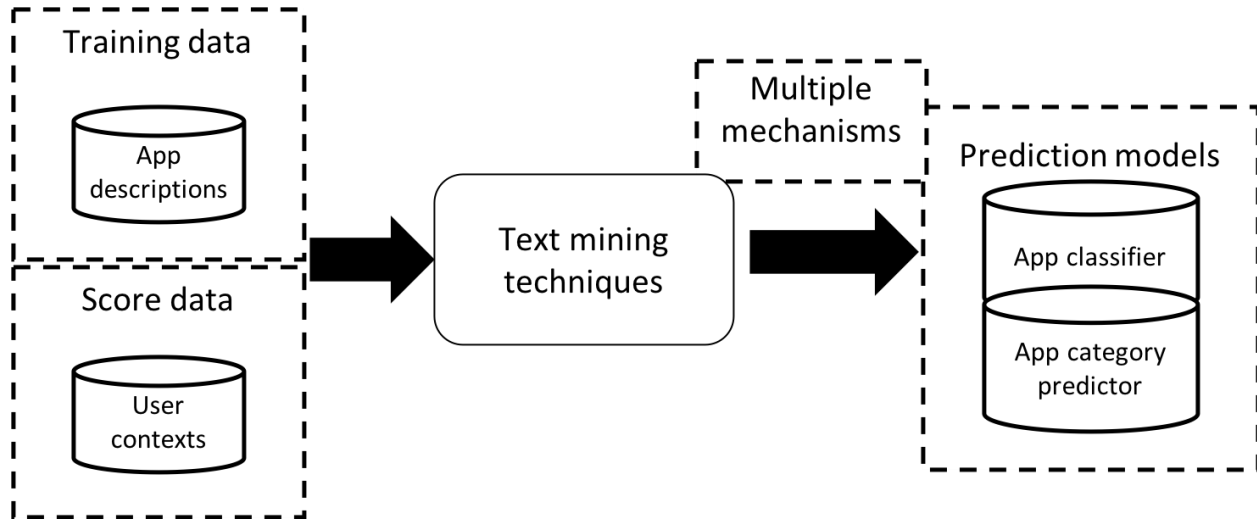 Training data
App
descriptions
Score data
User
contexts
Text mining
techniques
Multiple
mechanisms
Prediction models
App classifier
App category
predictor